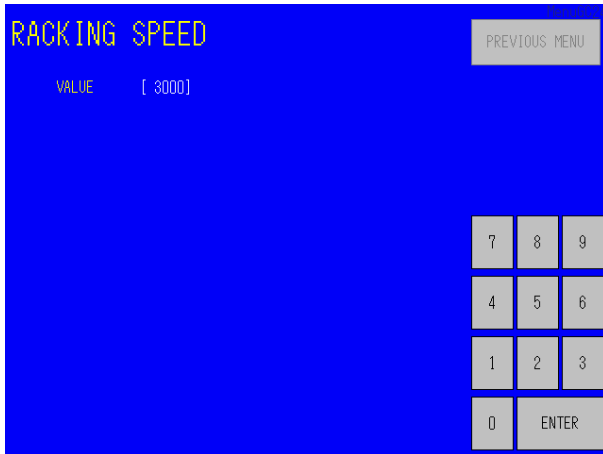 RACKING SPEED
PREVIOUS MENU
VALUE [ 3000]
7 8 9
4 5 6
1 2 3
0 ENTER